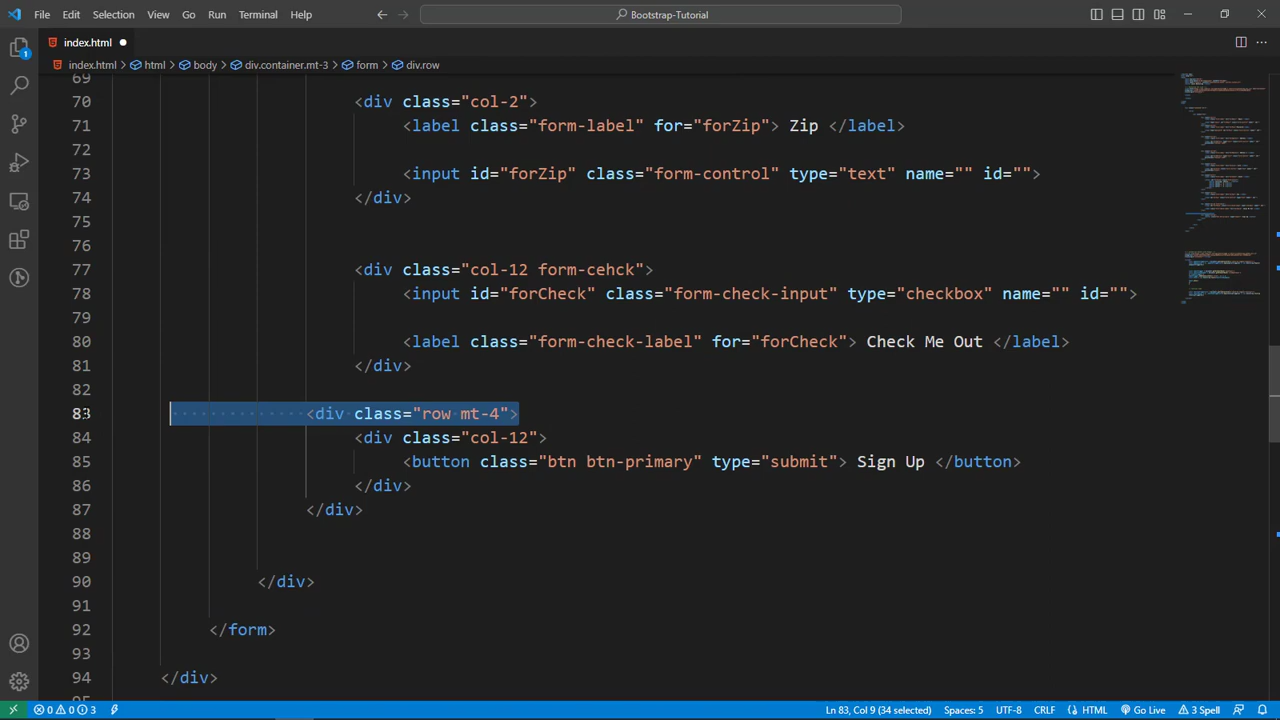 File Edit Selection View Go Run Terminal Help
Bootstrap-Tutorial
index.html
index.html > html > body > div.container.mt-3 > form > div.row
69
70 <div class="col-2">
71 <label class="form-label" for="forZip"> Zip </label>
72
73 <input id="forZip" class="form-control" type="text" name="" id="">
74 </div>
75
76
77 <div class="col-12 form-cehck">
78 <input id="forCheck" class="form-check-input" type="checkbox" name="" id="">
79
80 <label class="form-check-label" for="forCheck"> Check Me Out </label>
81 </div>
82
83 <div class="row mt-4">
84 <div class="col-12">
85 <button class="btn btn-primary" type="submit"> Sign Up </button>
86 </div>
87 </div>
88
89
90 </div>
91
92 </form>
93
94 </div>
1
0 0 3
Ln 83, Col 9 (34 selected) Spaces: 5 UTF-8 CRLF HTML Go Live 3 Spell